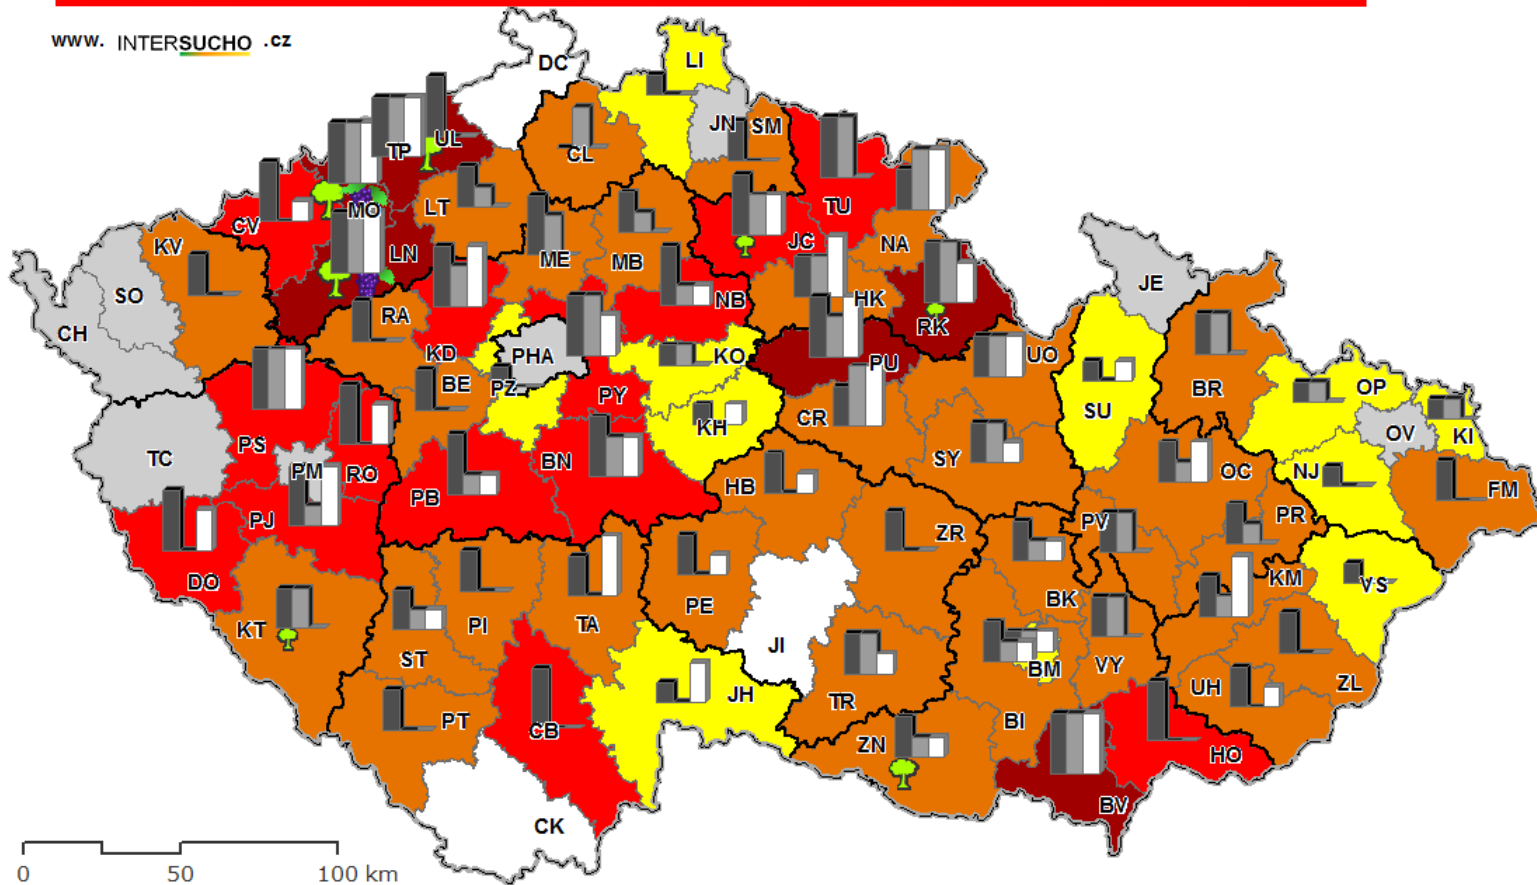 www. INTERSUCHO .cz
DC
LI
JN
SM
TP
UL
CL
TU
CV
MO
LT
JC
NA
KV
LN
ME
MB
SO
HK
JE
CH
RA
NB
RK
KD
PHA
KO
PU
UO
BE
PZ
PY
BR
OP
KH
CR
SU
OV
KI
PS
TC
PM
RO
BN
SY
OC
NJ
PB
HB
FM
PJ
PV
PR
ZR
DO
KM
VS
KT
PI
TA
PE
BK
ST
JI
BM
VY
JH
UH
ZL
PT
CB
TR
BI
ZN
HO
BV
CK
0 50 100 km